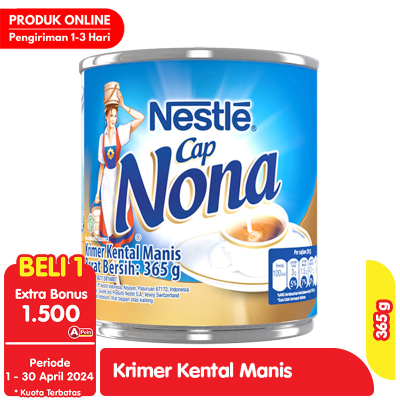 PRODUK ONLINE
Pengiriman 1-3 Hari
Nestlé
Cap
Nona
Krimer Kental Manis
Berat Bersih: 365 g
BELI 1
Extra Bonus
1.500
A Poin
Periode
1 - 30 April 2024
* Kuota Terbatas
Krimer Kental Manis
365 g